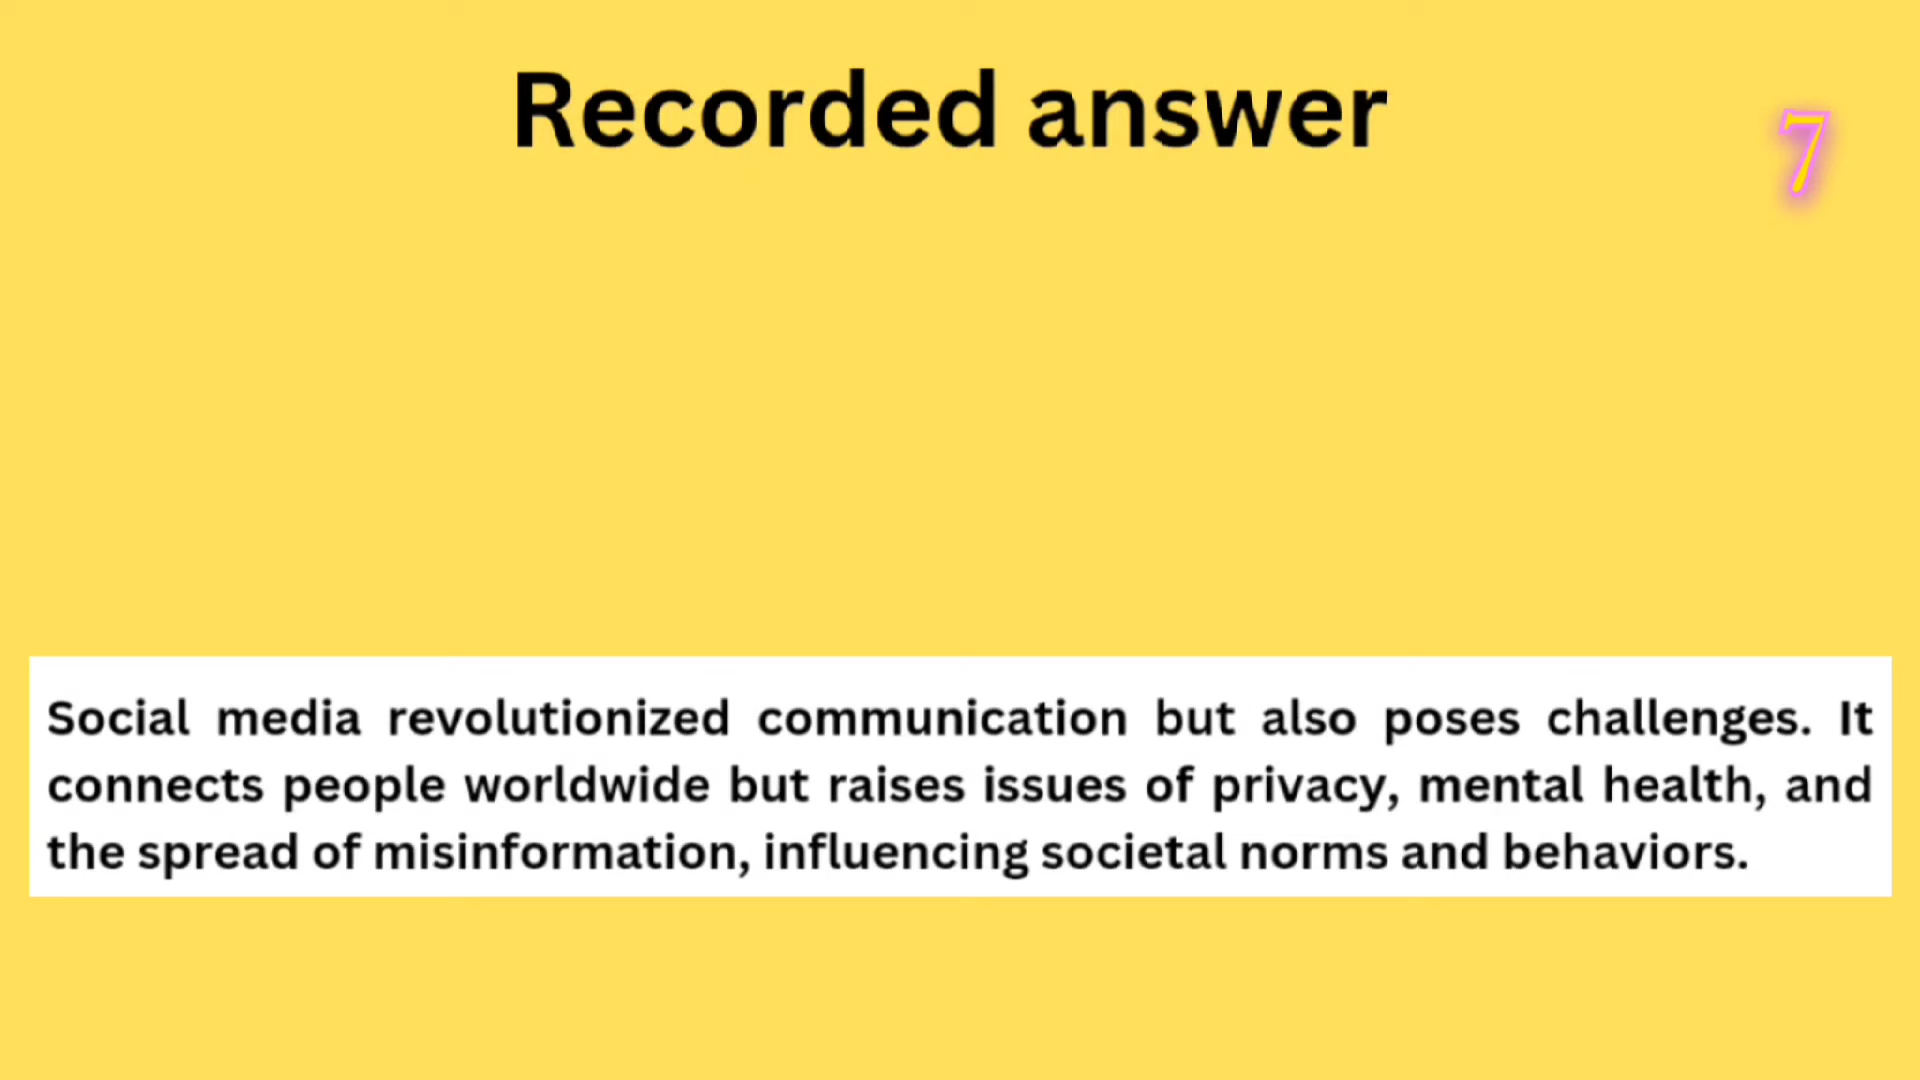 Recorded answer
7
Social media revolutionized communication but also poses challenges. It
connects people worldwide but raises issues of privacy, mental health, and
the spread of misinformation, influencing societal norms and behaviors.